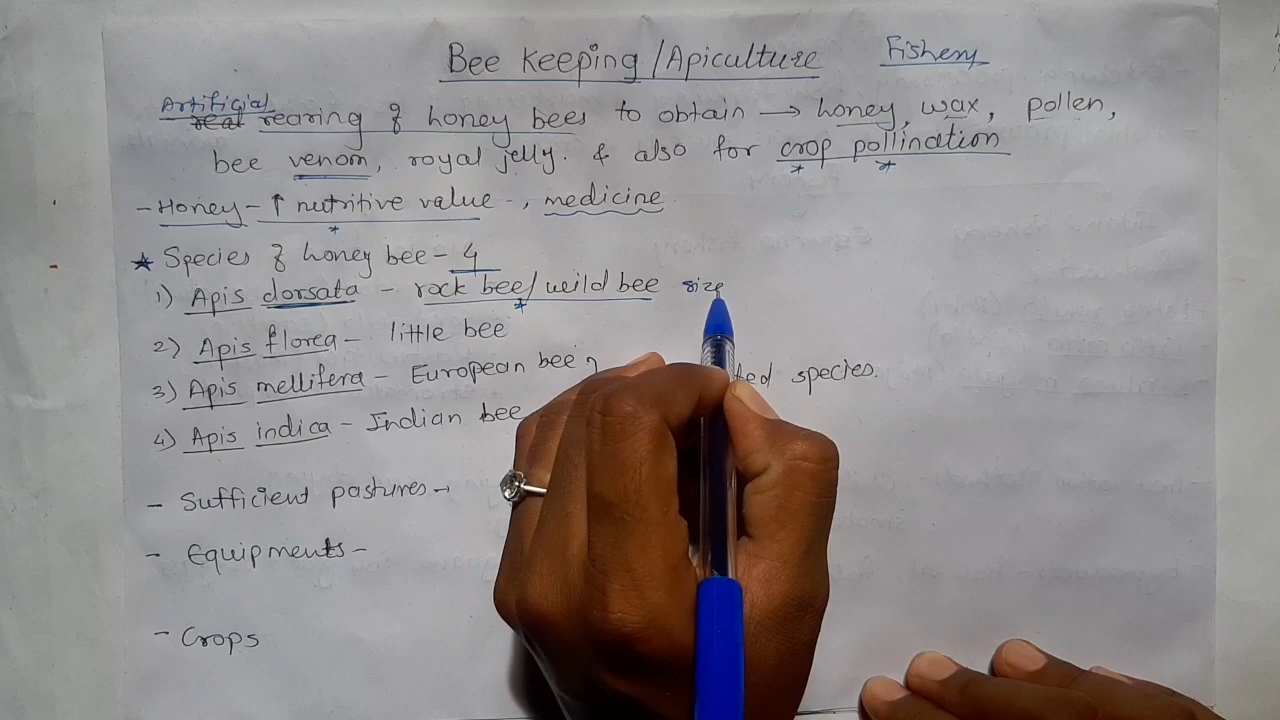 Bee Keeping / Apiculture Fishery
Artificial
real rearing of honey bees to obtain → honey, wax, pollen,
bee venom, royal jelly. & also for crop pollination
- Honey - ↑ nutritive value -, medicine.
★ Species of honey bee - 4
1) Apis dorsata - rock bee/ wild bee size
2) Apis florea - little bee
3) Apis mellifera - European bee species.
4) Apis indica - Indian bee
- Sufficient pastures →
- Equipments -
- Crops